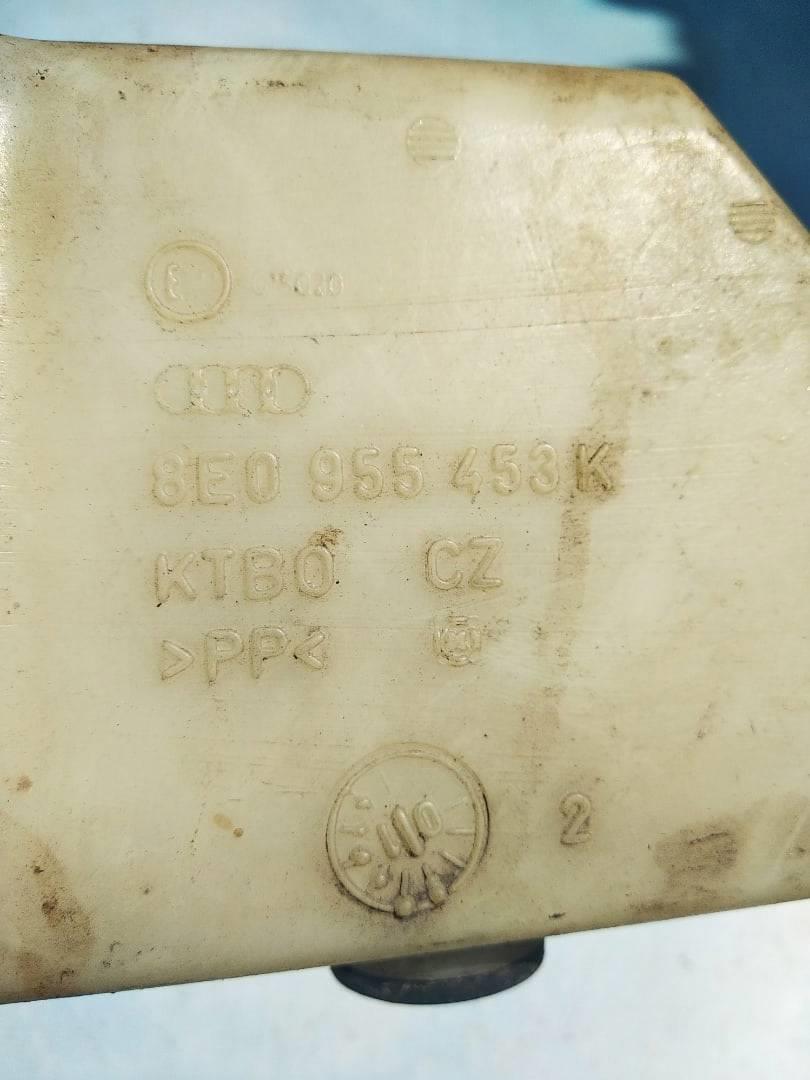 8E0 955 453 K
KTBO CZ
>PP<
2